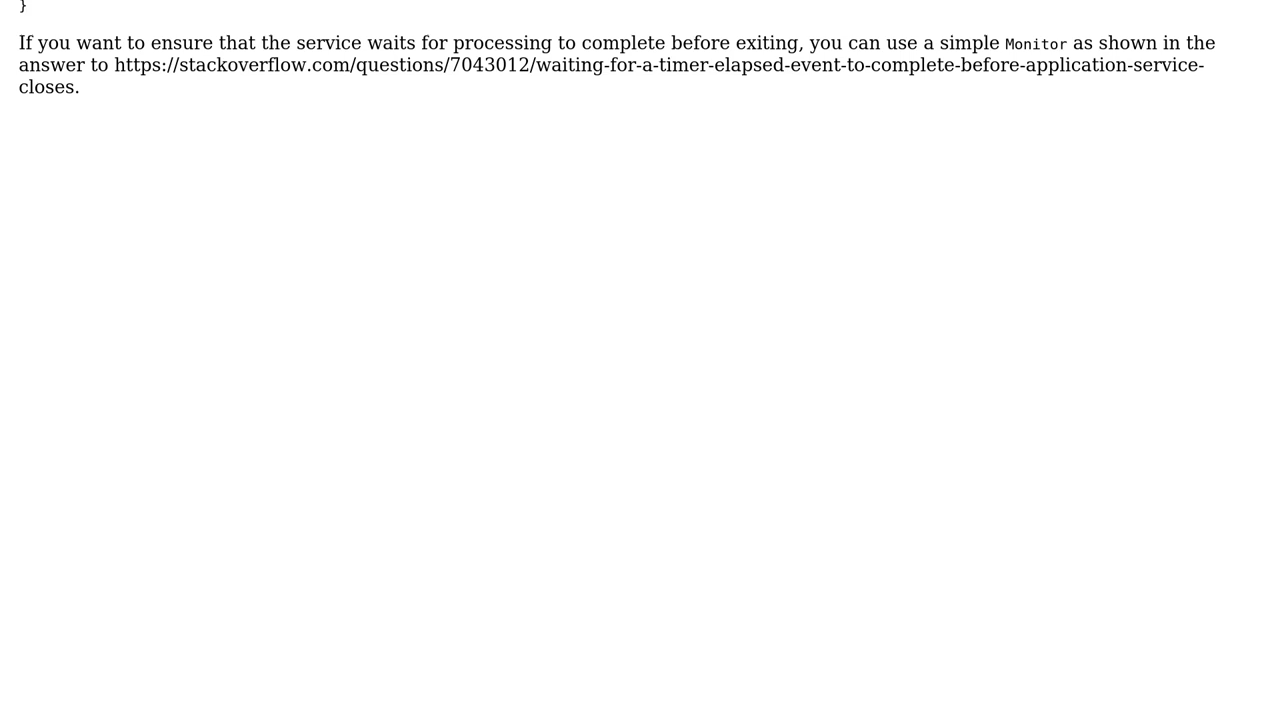 }
If you want to ensure that the service waits for processing to complete before exiting, you can use a simple Monitor as shown in the
answer to https://stackoverflow.com/questions/7043012/waiting-for-a-timer-elapsed-event-to-complete-before-application-service-
closes.